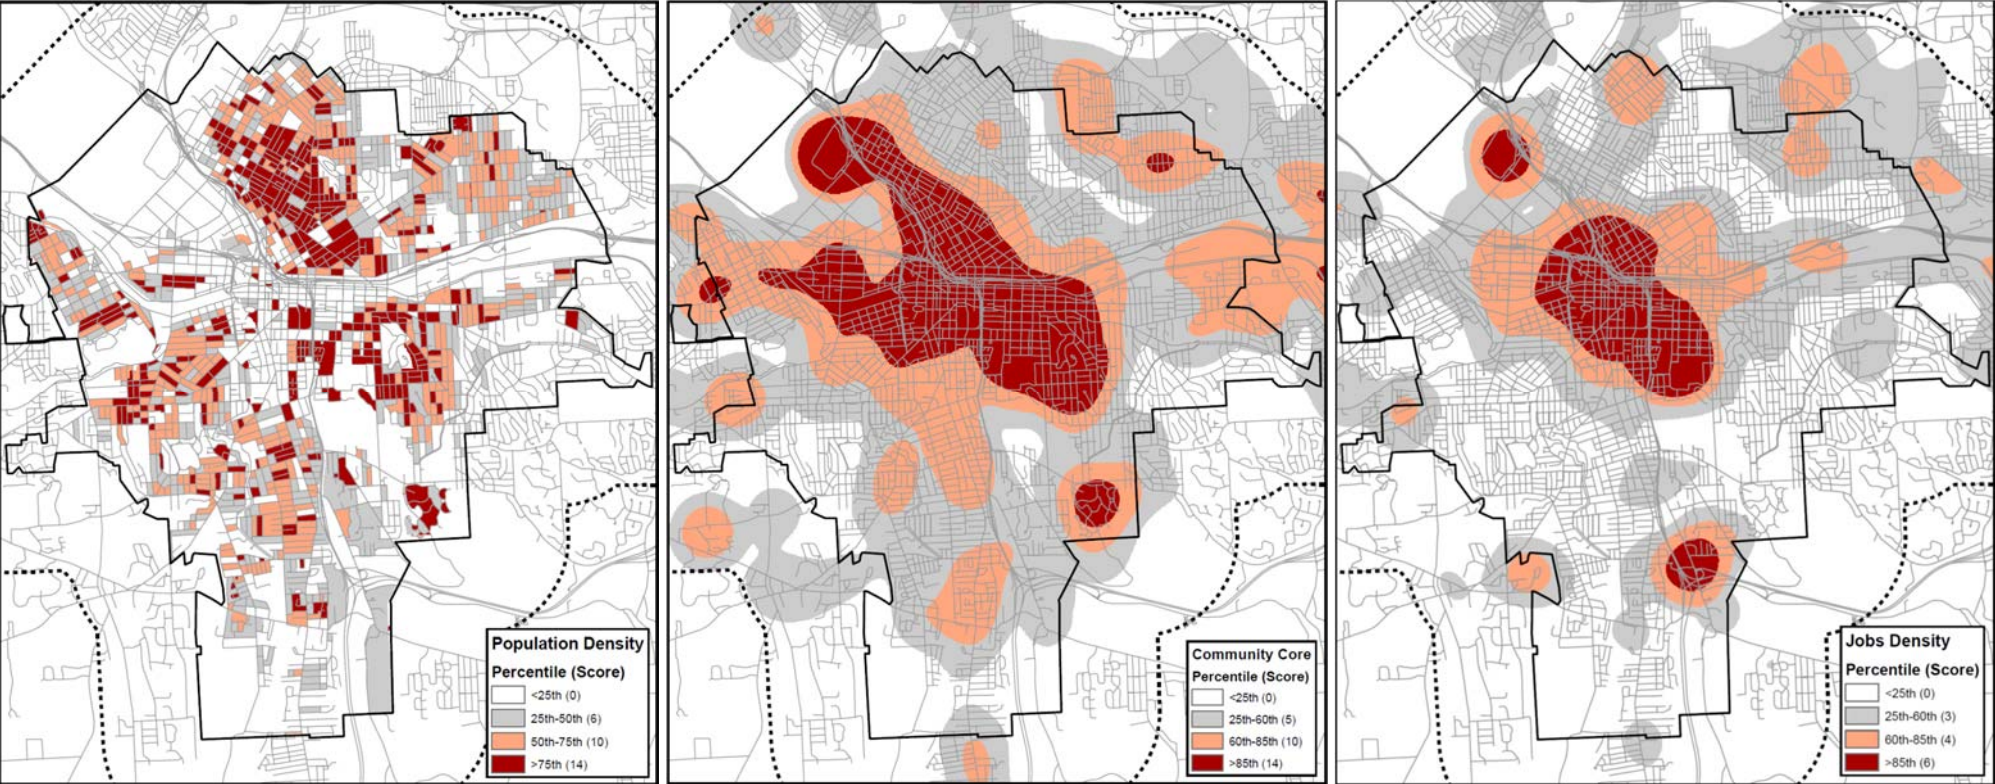 Population Density
Percentile (Score)
<25th (0)
25th-50th (6)
50th-75th (10)
>75th (14)
Community Core
Percentile (Score)
<25th (0)
25th-60th (5)
60th-85th (10)
>85th (14)
Jobs Density
Percentile (Score)
<25th (0)
25th-60th (3)
60th-85th (4)
>85th (6)